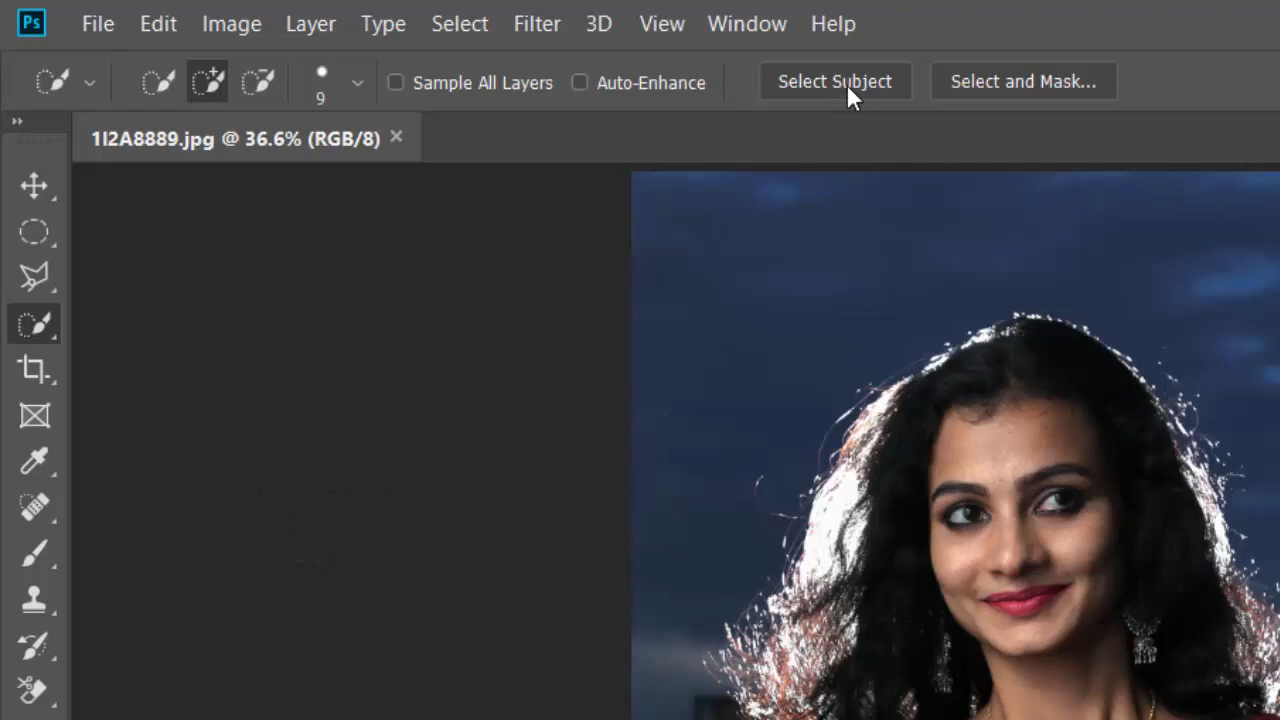 Ps File Edit Image Layer Type Select Filter 3D View Window Help
9 Sample All Layers Auto-Enhance Select Subject Select and Mask...
1I2A8889.jpg @ 36.6% (RGB/8) ×